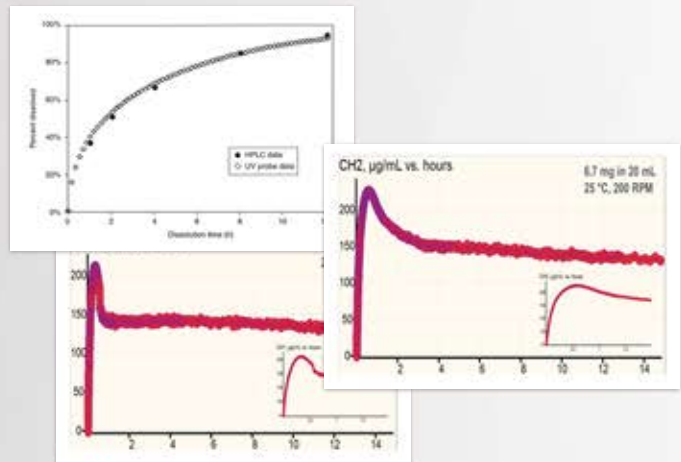 100%
80%
60%
40%
20%
0%
Percent dissolved
HPLC data
UV probe data
0 2 4 6 8 10 12
Dissolution time (h)
CH2, µg/mL vs. hours
6.7 mg in 20 mL
25 °C, 200 RPM
200
150
100
50
0
2 4 6 8 10 12 14
200
150
100
50
0
2 4 6 8 10 12 14